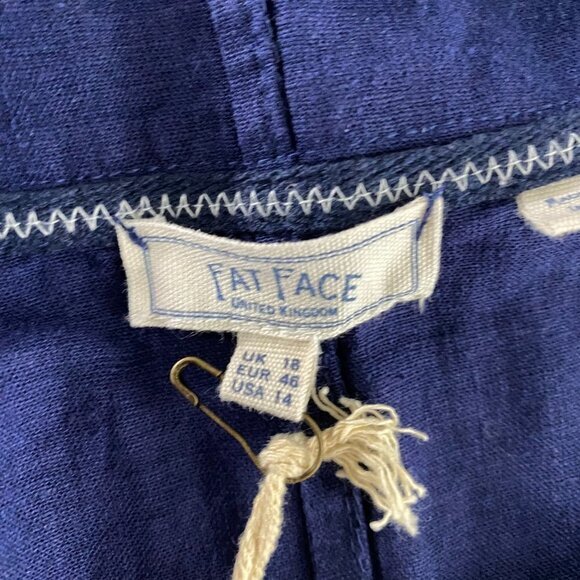 FAT FACE
UNITED KINGDOM
UK 18
EUR 46
USA 14